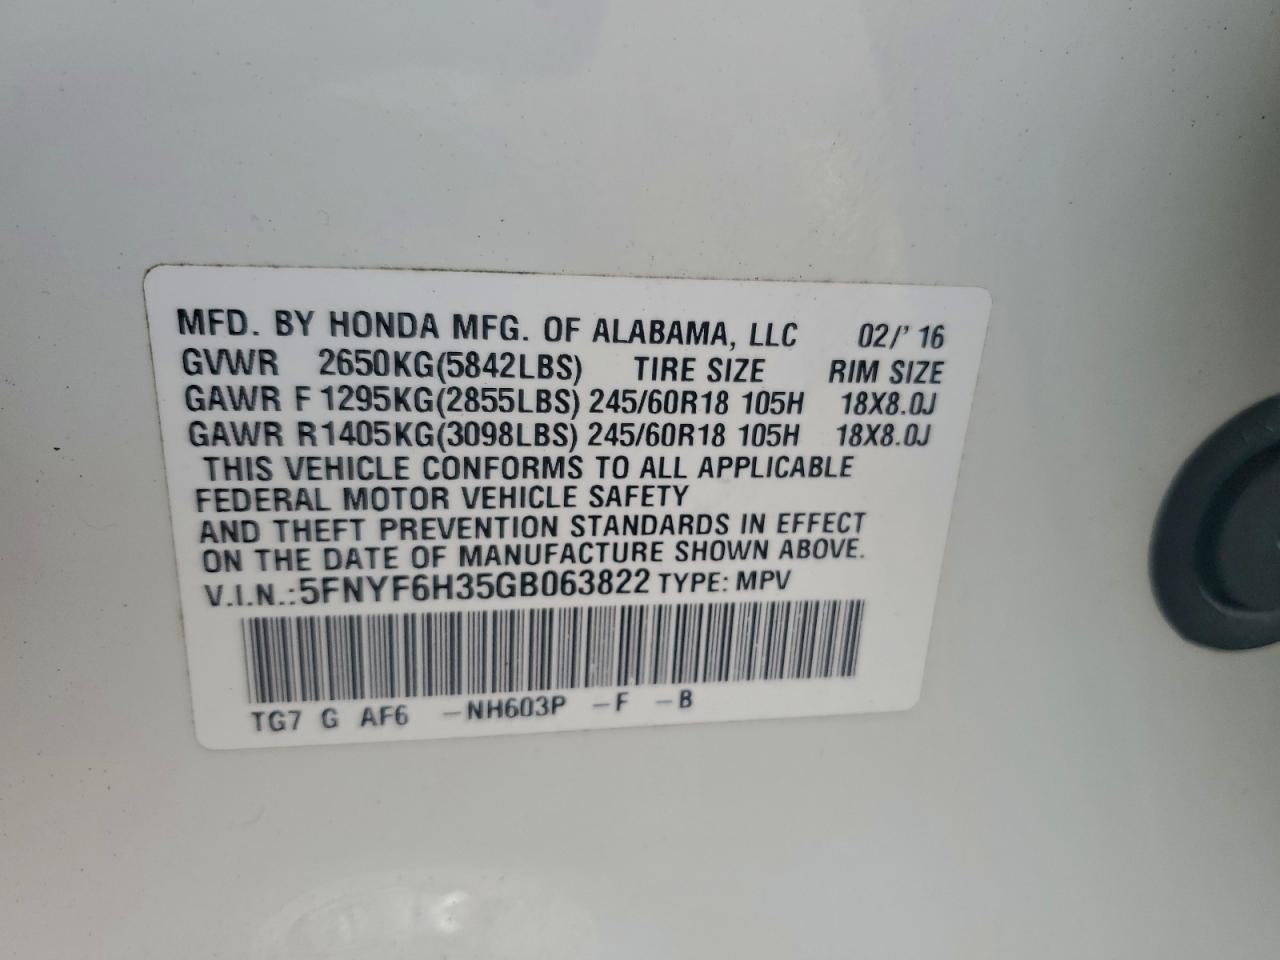 MFD. BY HONDA MFG. OF ALABAMA, LLC 02/'16
GVWR 2650KG(5842LBS) TIRE SIZE RIM SIZE
GAWR F 1295KG(2855LBS) 245/60R18 105H 18X8.0J
GAWR R1405KG(3098LBS) 245/60R18 105H 18X8.0J
THIS VEHICLE CONFORMS TO ALL APPLICABLE
FEDERAL MOTOR VEHICLE SAFETY
AND THEFT PREVENTION STANDARDS IN EFFECT
ON THE DATE OF MANUFACTURE SHOWN ABOVE.
V.I.N.:5FNYF6H35GB063822 TYPE: MPV
TG7 G AF6 -NH603P -F -B